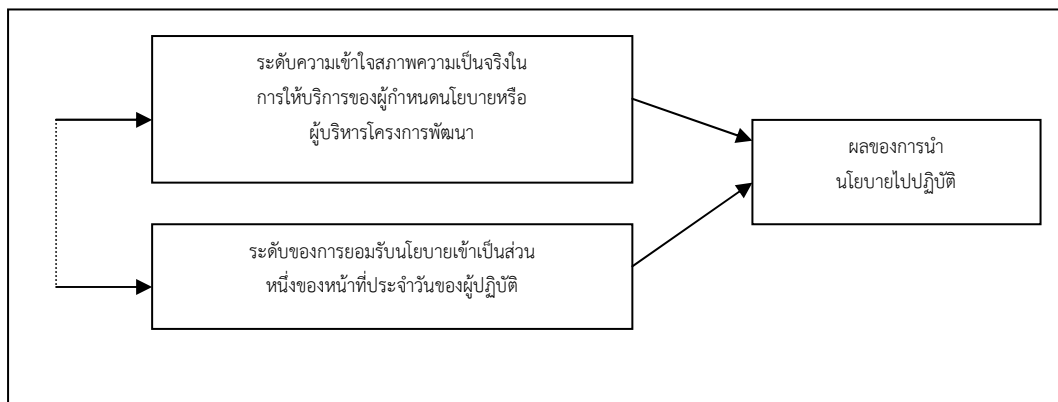 ระดับความเข้าใจสภาพความเป็นจริงใน
การให้บริการของผู้กำหนดนโยบายหรือ
ผู้บริหารโครงการพัฒนา
ผลของการนำ
นโยบายไปปฏิบัติ
ระดับของการยอมรับนโยบายเข้าเป็นส่วน
หนึ่งของหน้าที่ประจำวันของผู้ปฏิบัติ